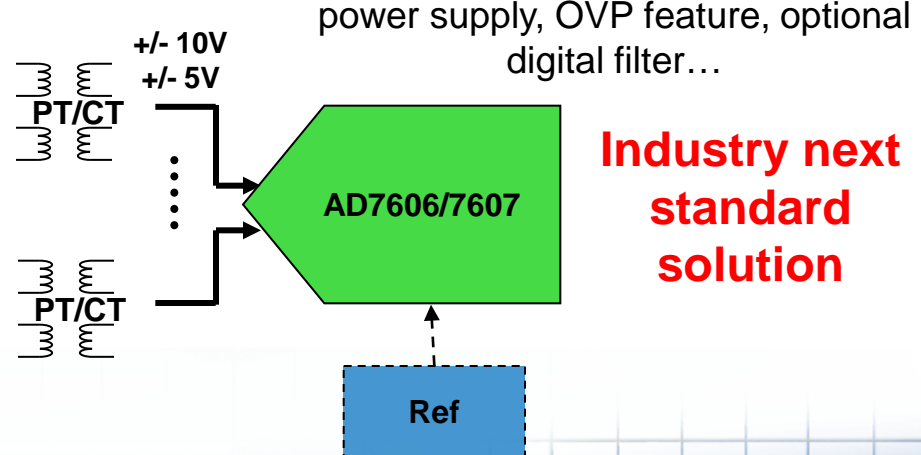 power supply, OVP feature, optional
digital filter…
+/- 10V
+/- 5V
PT/CT
AD7606/7607
Industry next
standard
solution
PT/CT
Ref